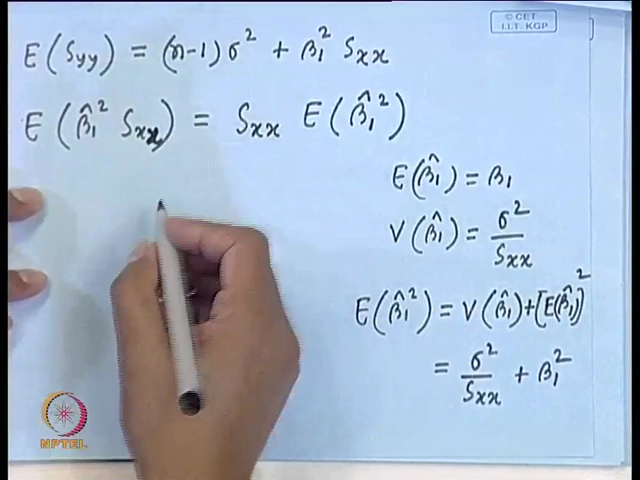 © CET
I.I.T. KGP
E(Syy) = (n-1)σ² + β₁² Sxx
E(β̂₁² Sxx) = Sxx E(β̂₁²)
E(β̂₁) = β₁
V(β̂₁) = σ²/Sxx
E(β̂₁²) = V(β̂₁) + [E(β̂₁)]²
= σ²/Sxx + β₁²
NPTEL